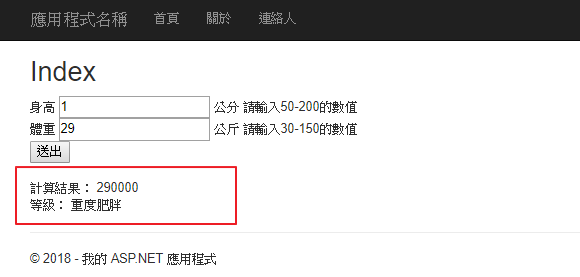 應用程式名稱 首頁 關於 連絡人
Index
身高 1 公分 請輸入50-200的數值
體重 29 公斤 請輸入30-150的數值
送出
計算結果： 290000
等級： 重度肥胖
© 2018 - 我的 ASP.NET 應用程式